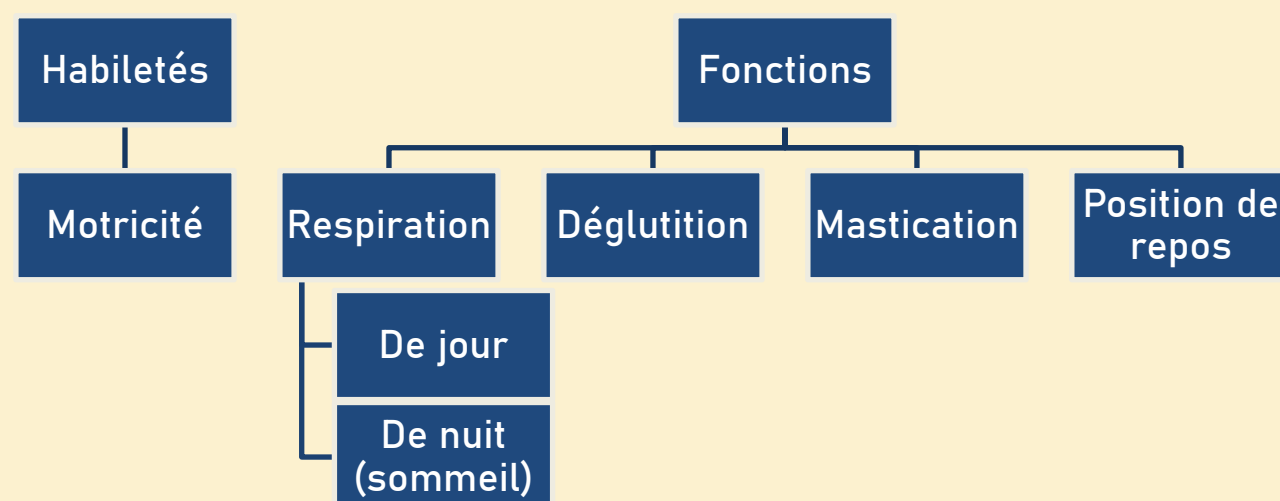 Habiletés
Fonctions
Motricité
Respiration
Déglutition
Mastication
Position de
repos
De jour
De nuit
(sommeil)